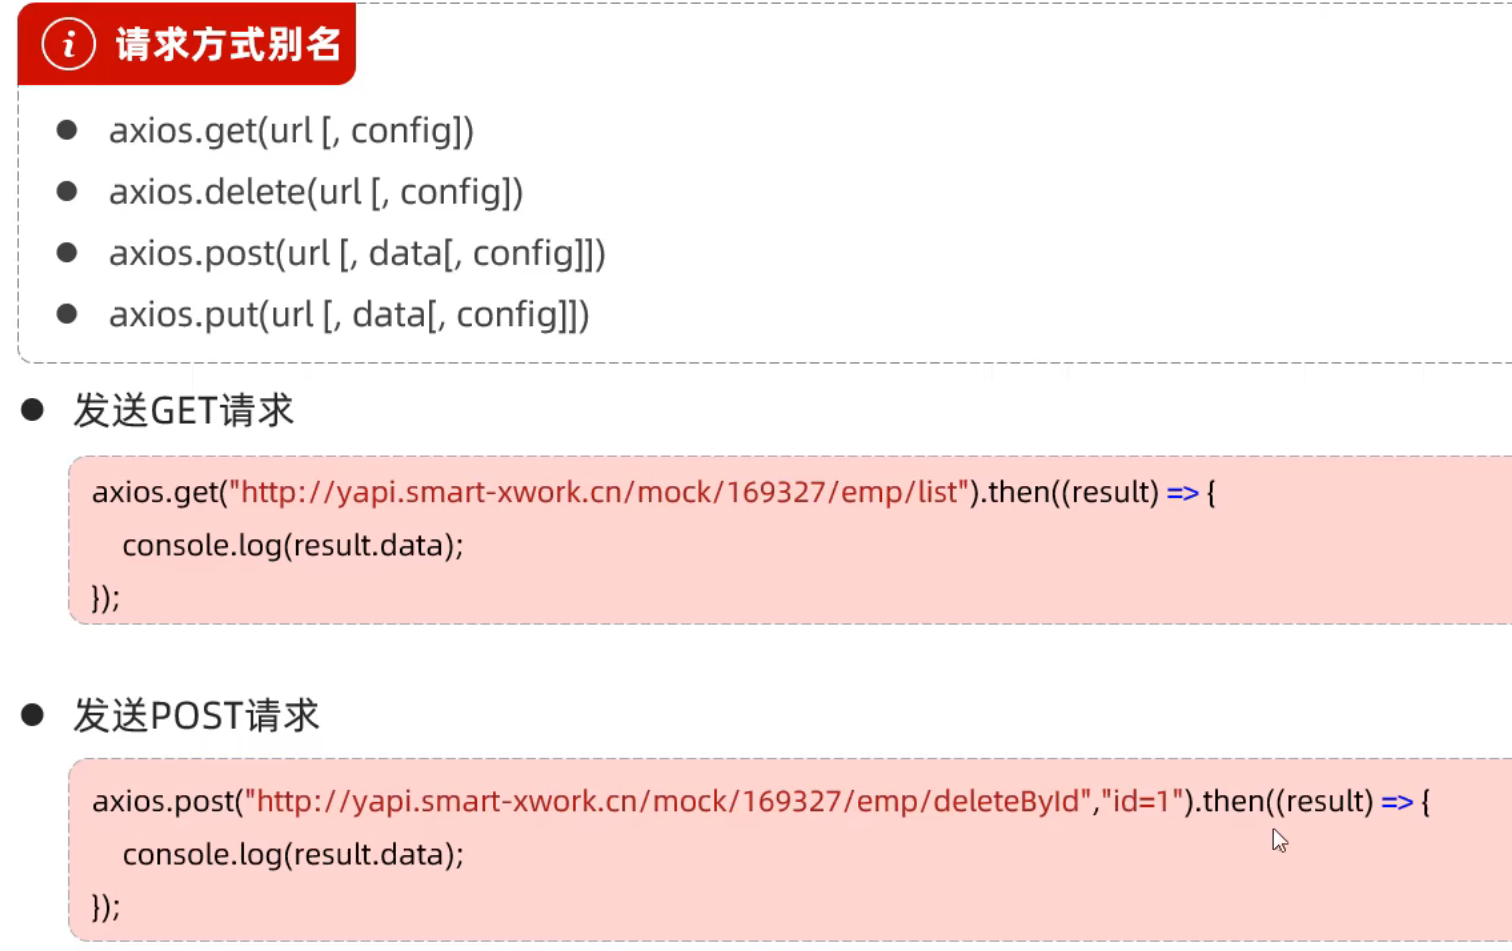 请求方式别名
axios.get(url [, config])
axios.delete(url [, config])
axios.post(url [, data[, config]])
axios.put(url [, data[, config]])
发送GET请求
axios.get("http://yapi.smart-xwork.cn/mock/169327/emp/list").then((result) => {
console.log(result.data);
});
发送POST请求
axios.post("http://yapi.smart-xwork.cn/mock/169327/emp/deleteById","id=1").then((result) => {
console.log(result.data);
});